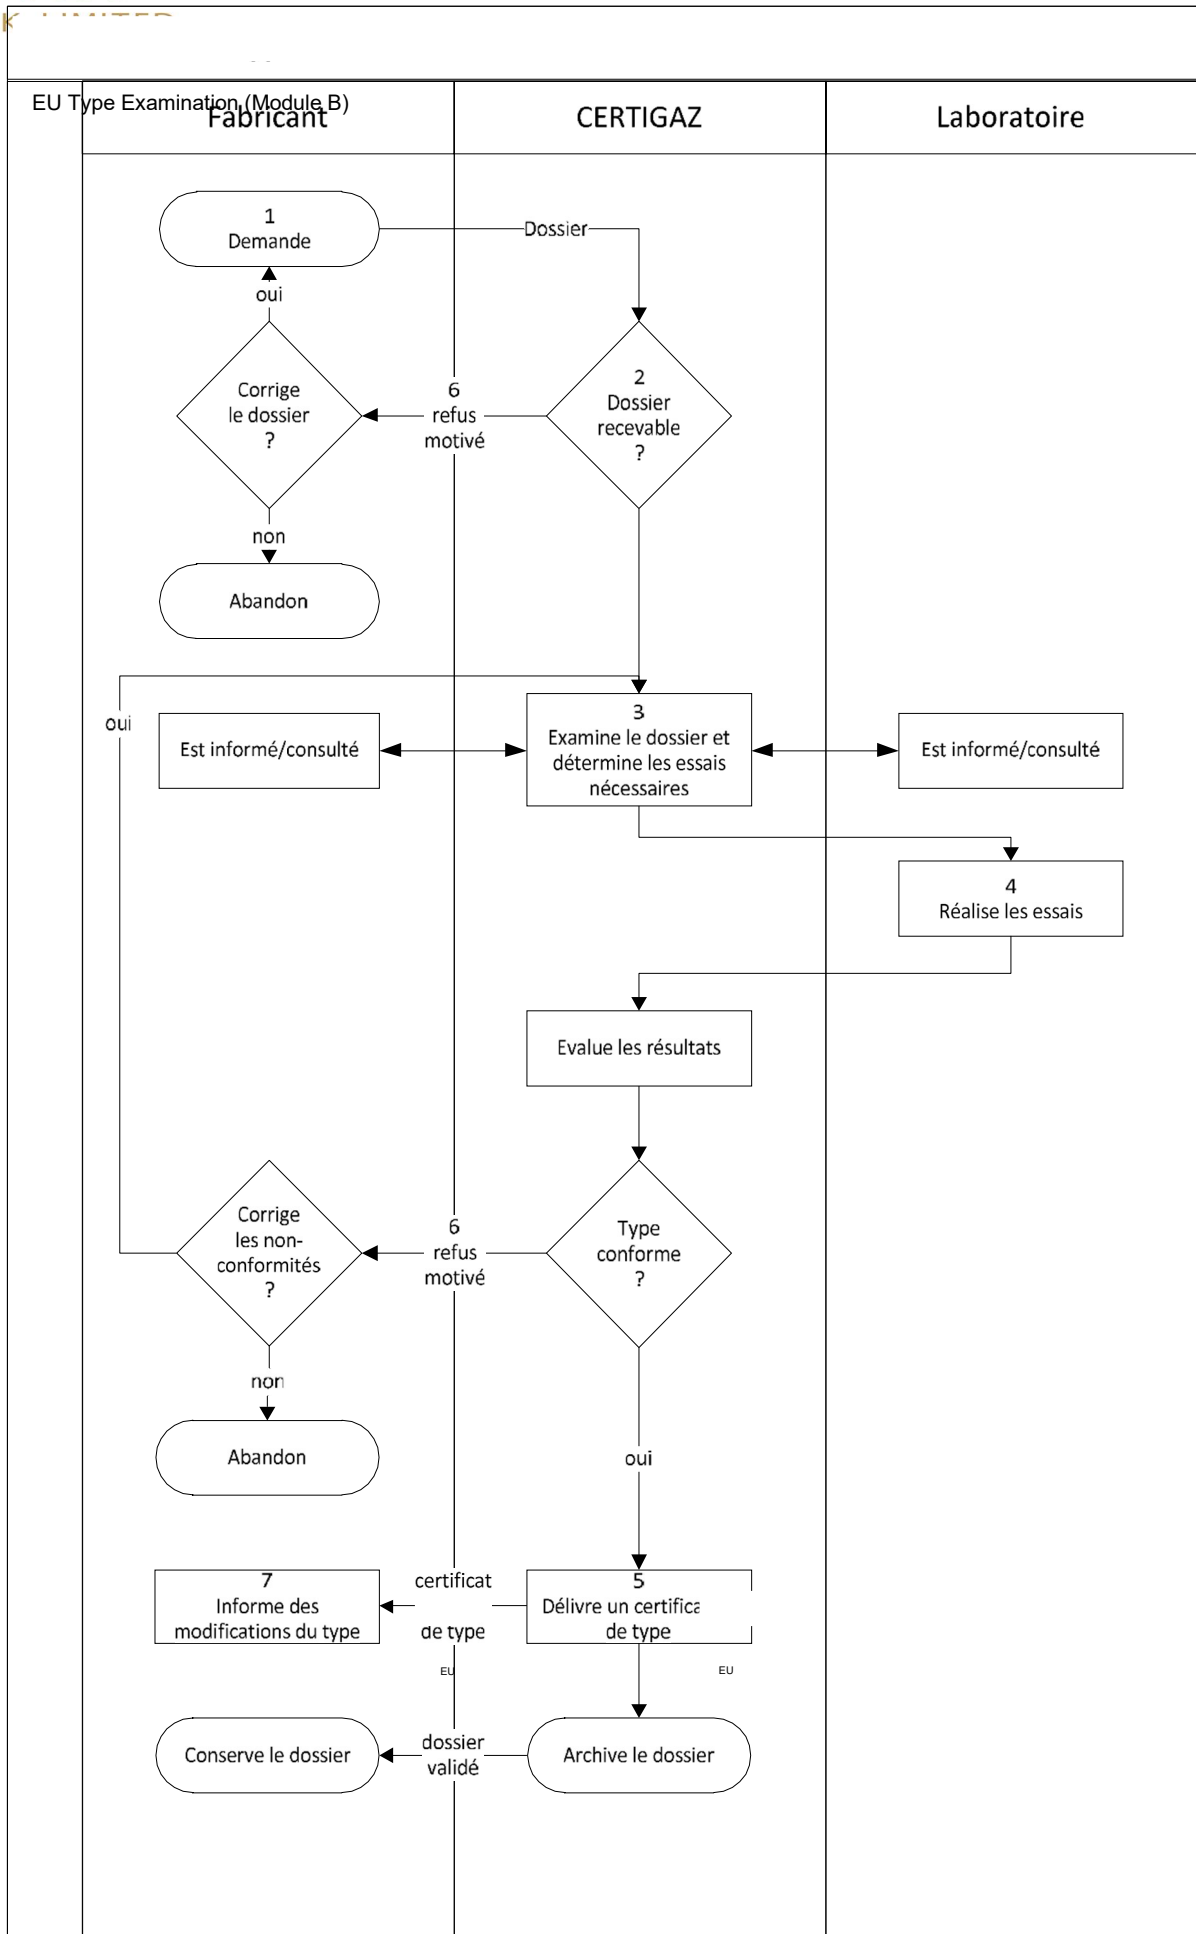 EU Type Examination (Module B)
Fabricant
CERTIGAZ
Laboratoire
1
Demande
Dossier
oui
Corrige
le dossier
?
6
refus
motivé
2
Dossier
recevable
?
non
Abandon
oui
Est informé/consulté
3
Examine le dossier et
détermine les essais
nécessaires
Est informé/consulté
4
Réalise les essais
Evalue les résultats
Corrige
les non-
conformités
?
6
refus
motivé
Type
conforme
?
non
Abandon
oui
7
Informe des
modifications du type
certificat
de type
EU
5
Délivre un certifica
de type
EU
Conserve le dossier
dossier
validé
Archive le dossier